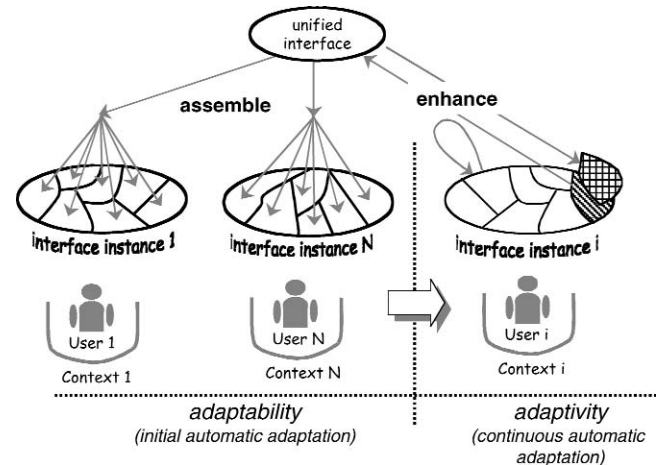 unified
interface
assemble
enhance
interface instance 1
interface instance N
interface instance i
User 1
User N
User i
Context 1
Context N
Context i
adaptability
(initial automatic adaptation)
adaptivity
(continuous automatic
adaptation)